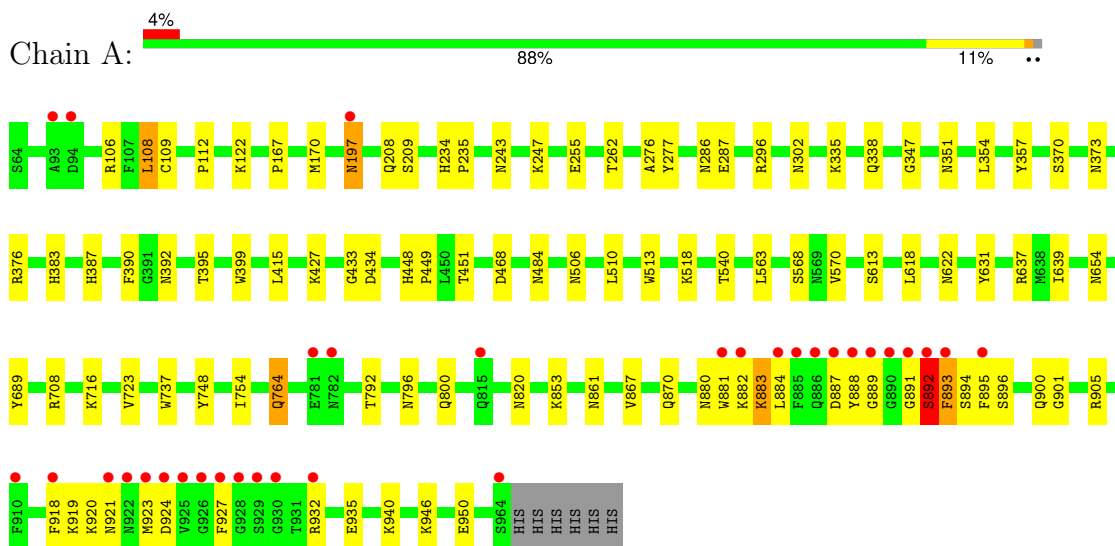 4%
Chain A:
88% 11% ••
S64 A93 D94 R106 F107 L108 C109 P112 K122 P167 M170 N197 Q208 S209 H234 P235 N243 K247 E255 T262 A276 Y277 N286 E287 R296 N302 K335 Q338 G347 N351 L354 Y357 S370 N373
R376 H383 H387 F390 G391 N392 T395 W399 L415 K427 G433 D434 H448 P449 L450 T451 D468 N484 N506 L510 W513 K518 T540 L563 S568 N569 V570 S613 L618 N622 Y631 R637 M638 I639 N654
Y689 R708 K716 V723 W737 Y748 I754 Q764 E781 N782 T792 N796 Q800 Q815 N820 K853 N861 V867 Q870 N880 W881 K882 K883 L884 F885 Q886 D887 Y888 G889 G890 G891 S892 F893 S894 F895 S896 Q900 G901 R905
F910 F918 K919 K920 N921 N922 M923 D924 V925 G926 F927 G928 S929 G930 T931 R932 E935 K940 K946 E950 S964 HIS HIS HIS HIS HIS HIS